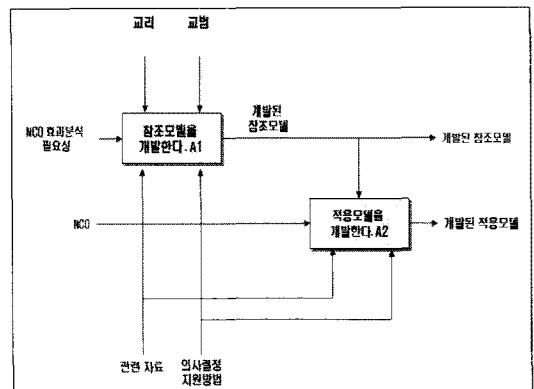 교리
교범
NCO 효과분석
필요성
참조모델을
개발한다.A1
개발된
참조모델
개발된 참조모델
NCO
적용모델을
개발한다.A2
개발된 적용모델
관련 자료
의사결정
지원방법